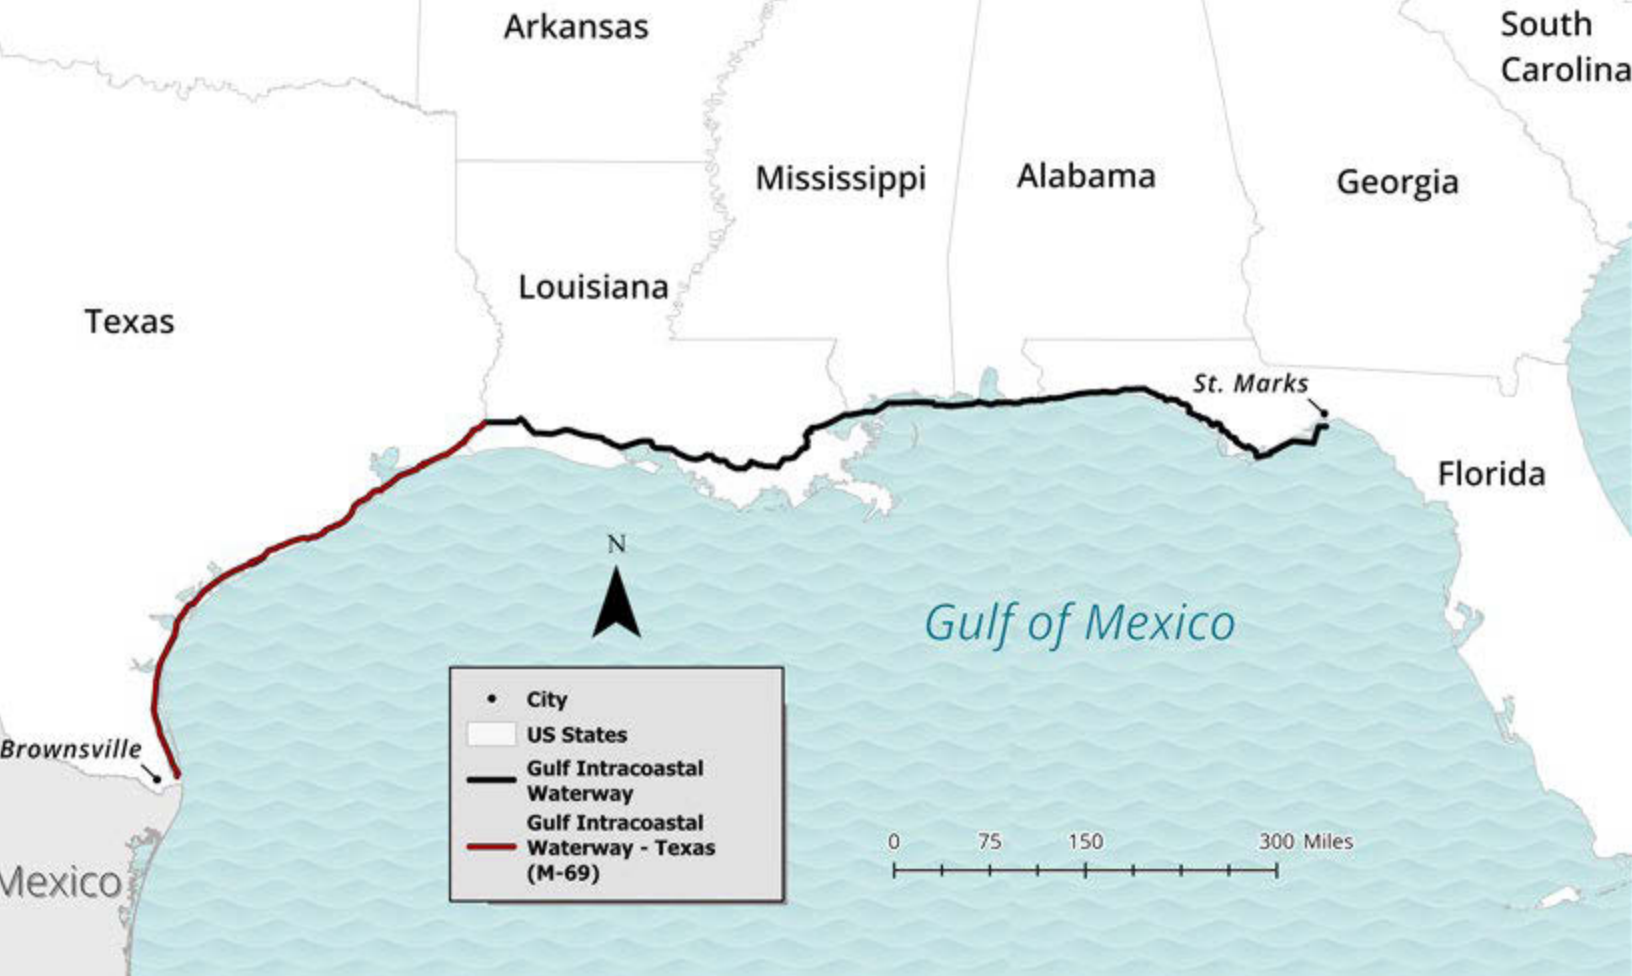 Arkansas
South
Carolina
Mississippi
Alabama
Georgia
Louisiana
Texas
St. Marks
Florida
N
Gulf of Mexico
City
US States
Brownsville
Gulf Intracoastal
Waterway
Gulf Intracoastal
Waterway - Texas
(M-69)
0 75 150 300 Miles
Mexico